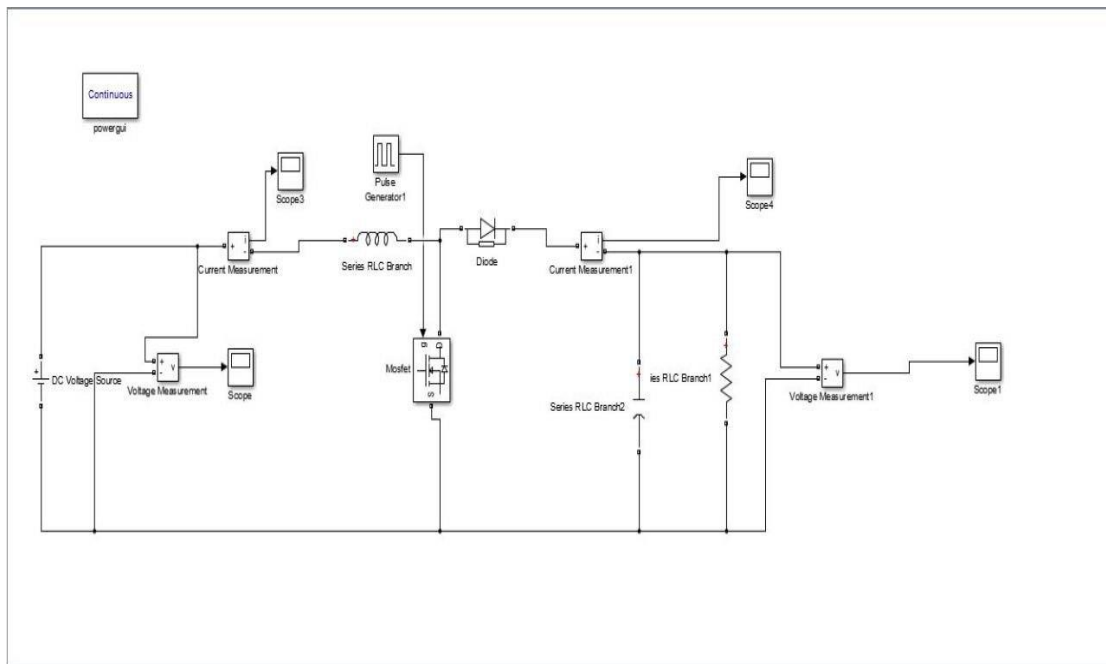 Continuous
powergui
Scope3
Pulse
Generator1
Scope4
i
+
-
Current Measurement
Series RLC Branch
Diode
i
+
-
Current Measurement1
g
D
Mosfet
S
+
DC Voltage Source
+
-
v
Voltage Measurement
Scope
ies RLC Branch1
Series RLC Branch2
+
-
v
Voltage Measurement1
Scope1